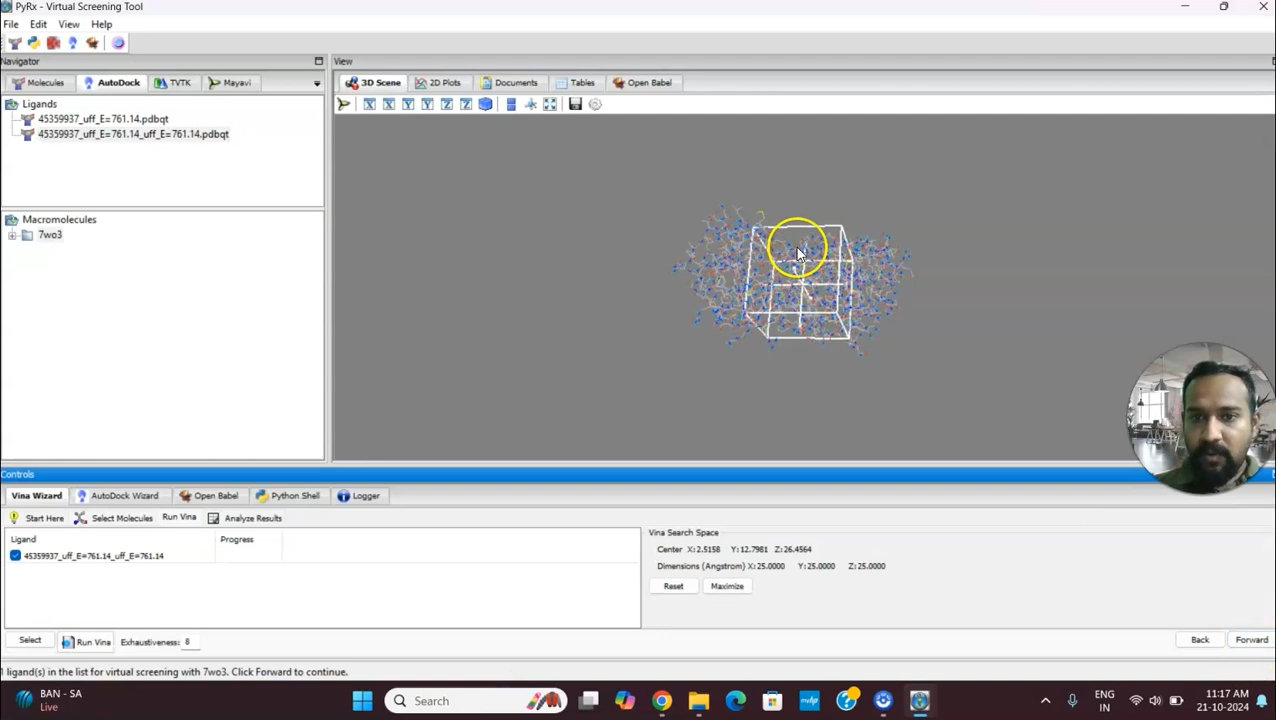 PyRx - Virtual Screening Tool
File Edit View Help
Navigator
View
Molecules AutoDock TVTK Mayavi
3D Scene 2D Plots Documents Tables Open Babel
Ligands
45359937_uff_E=761.14.pdbqt
45359937_uff_E=761.14_uff_E=761.14.pdbqt
X X Y Y Z Z
Macromolecules
7wo3
Controls
Vina Wizard AutoDock Wizard Open Babel Python Shell Logger
Start Here Select Molecules Run Vina Analyze Results
Ligand Progress
45359937_uff_E=761.14_uff_E=761.14
Vina Search Space
Center X:2.5158 Y:12.7981 Z:26.4564
Dimensions (Angstrom) X:25.0000 Y:25.0000 Z:25.0000
Reset Maximize
Select Run Vina Exhaustiveness: 8
Back Forward
1 ligand(s) in the list for virtual screening with 7wo3. Click Forward to continue.
BAN - SA
Live
Search
ENG
IN
11:17 AM
21-10-2024